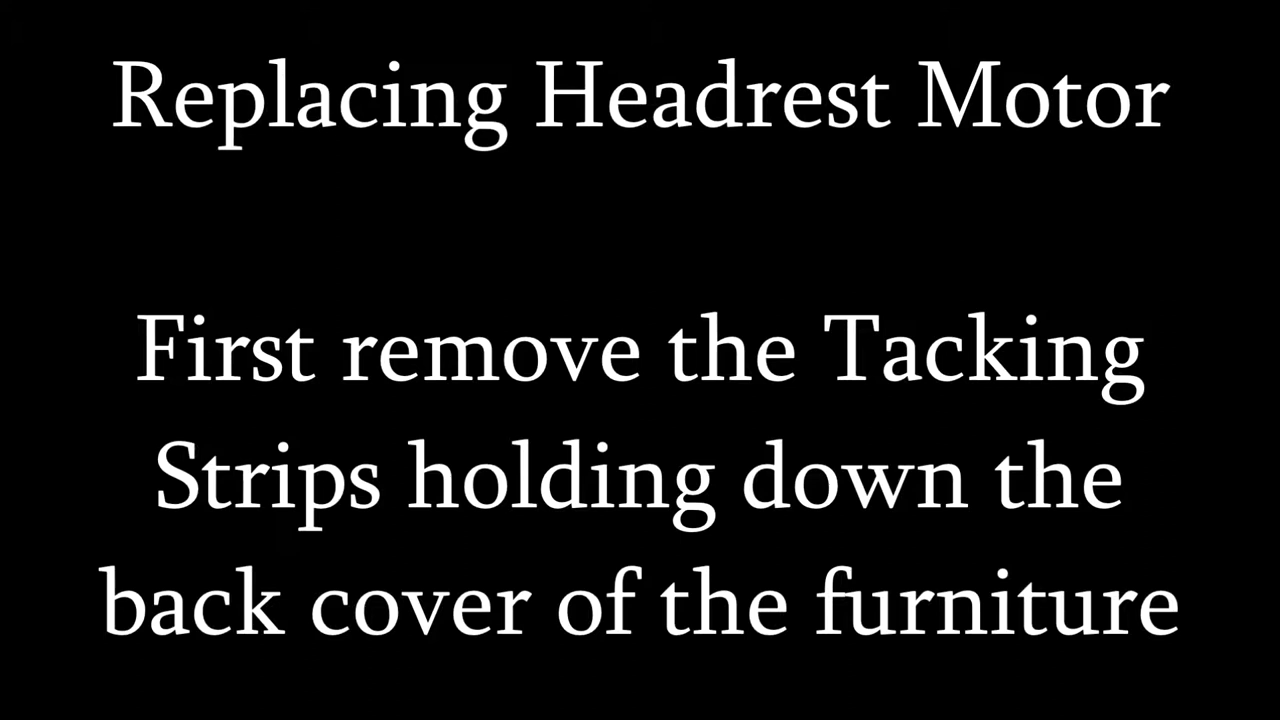 Replacing Headrest Motor
First remove the Tacking
Strips holding down the
back cover of the furniture